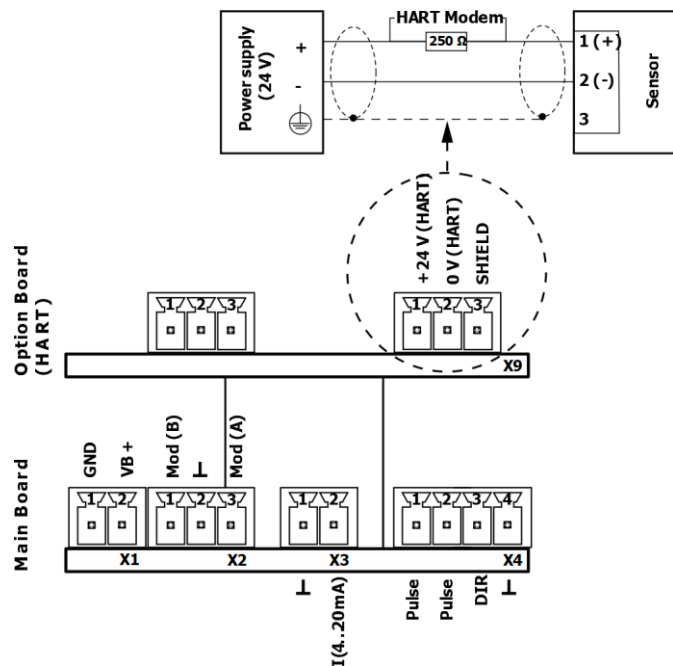 HART Modem
250 Ω
Power supply
(24 V)
+
-
1 (+)
2 (-)
3
Sensor
+24 V (HART)
0 V (HART)
SHIELD
Option Board
(HART)
1 2 3
1 2 3
X9
Main Board
GND
VB +
Mod (B)
⊥
Mod (A)
1 2
1 2 3
1 2
1 2 3 4
X1
X2
X3
X4
⊥
I(4..20mA)
Pulse
Pulse
DIR
⊥